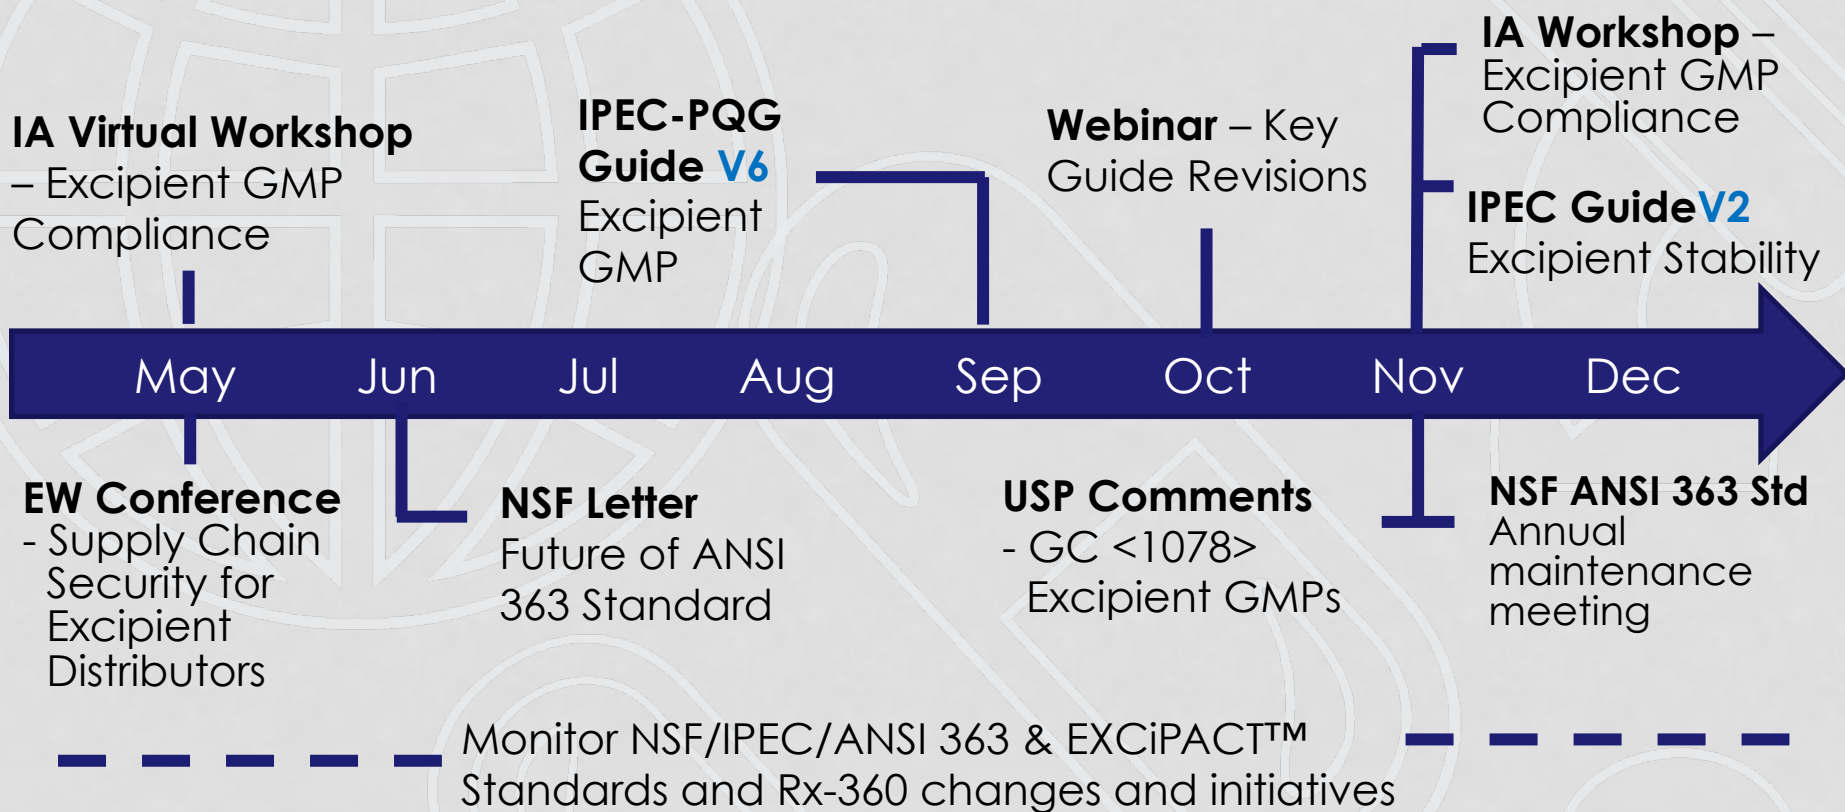 IA Virtual Workshop
– Excipient GMP
Compliance
IPEC-PQG
Guide V6
Excipient
GMP
Webinar – Key
Guide Revisions
IA Workshop –
Excipient GMP
Compliance
IPEC GuideV2
Excipient Stability
May Jun Jul Aug Sep Oct Nov Dec
EW Conference
- Supply Chain
Security for
Excipient
Distributors
NSF Letter
Future of ANSI
363 Standard
USP Comments
- GC <1078>
Excipient GMPs
NSF ANSI 363 Std
Annual
maintenance
meeting
Monitor NSF/IPEC/ANSI 363 & EXCiPACT™
Standards and Rx-360 changes and initiatives